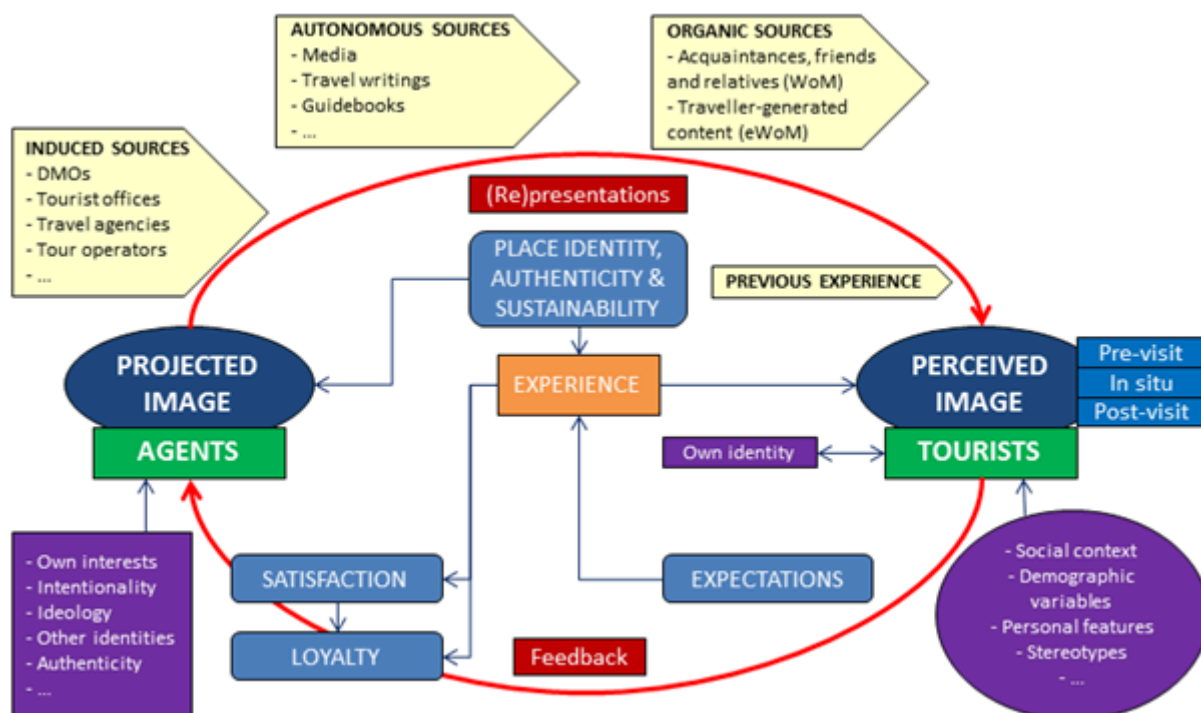 AUTONOMOUS SOURCES
- Media
- Travel writings
- Guidebooks
- ...
ORGANIC SOURCES
- Acquaintances, friends
and relatives (WoM)
- Traveller-generated
content (eWoM)
INDUCED SOURCES
- DMOs
- Tourist offices
- Travel agencies
- Tour operators
- ...
(Re)presentations
PLACE IDENTITY,
AUTHENTICITY &
SUSTAINABILITY
PREVIOUS EXPERIENCE
PROJECTED
IMAGE
AGENTS
EXPERIENCE
PERCEIVED
IMAGE
TOURISTS
Pre-visit
In situ
Post-visit
Own identity
- Own interests
- Intentionality
- Ideology
- Other identities
- Authenticity
- ...
SATISFACTION
LOYALTY
EXPECTATIONS
Feedback
- Social context
- Demographic
variables
- Personal features
- Stereotypes
- ...